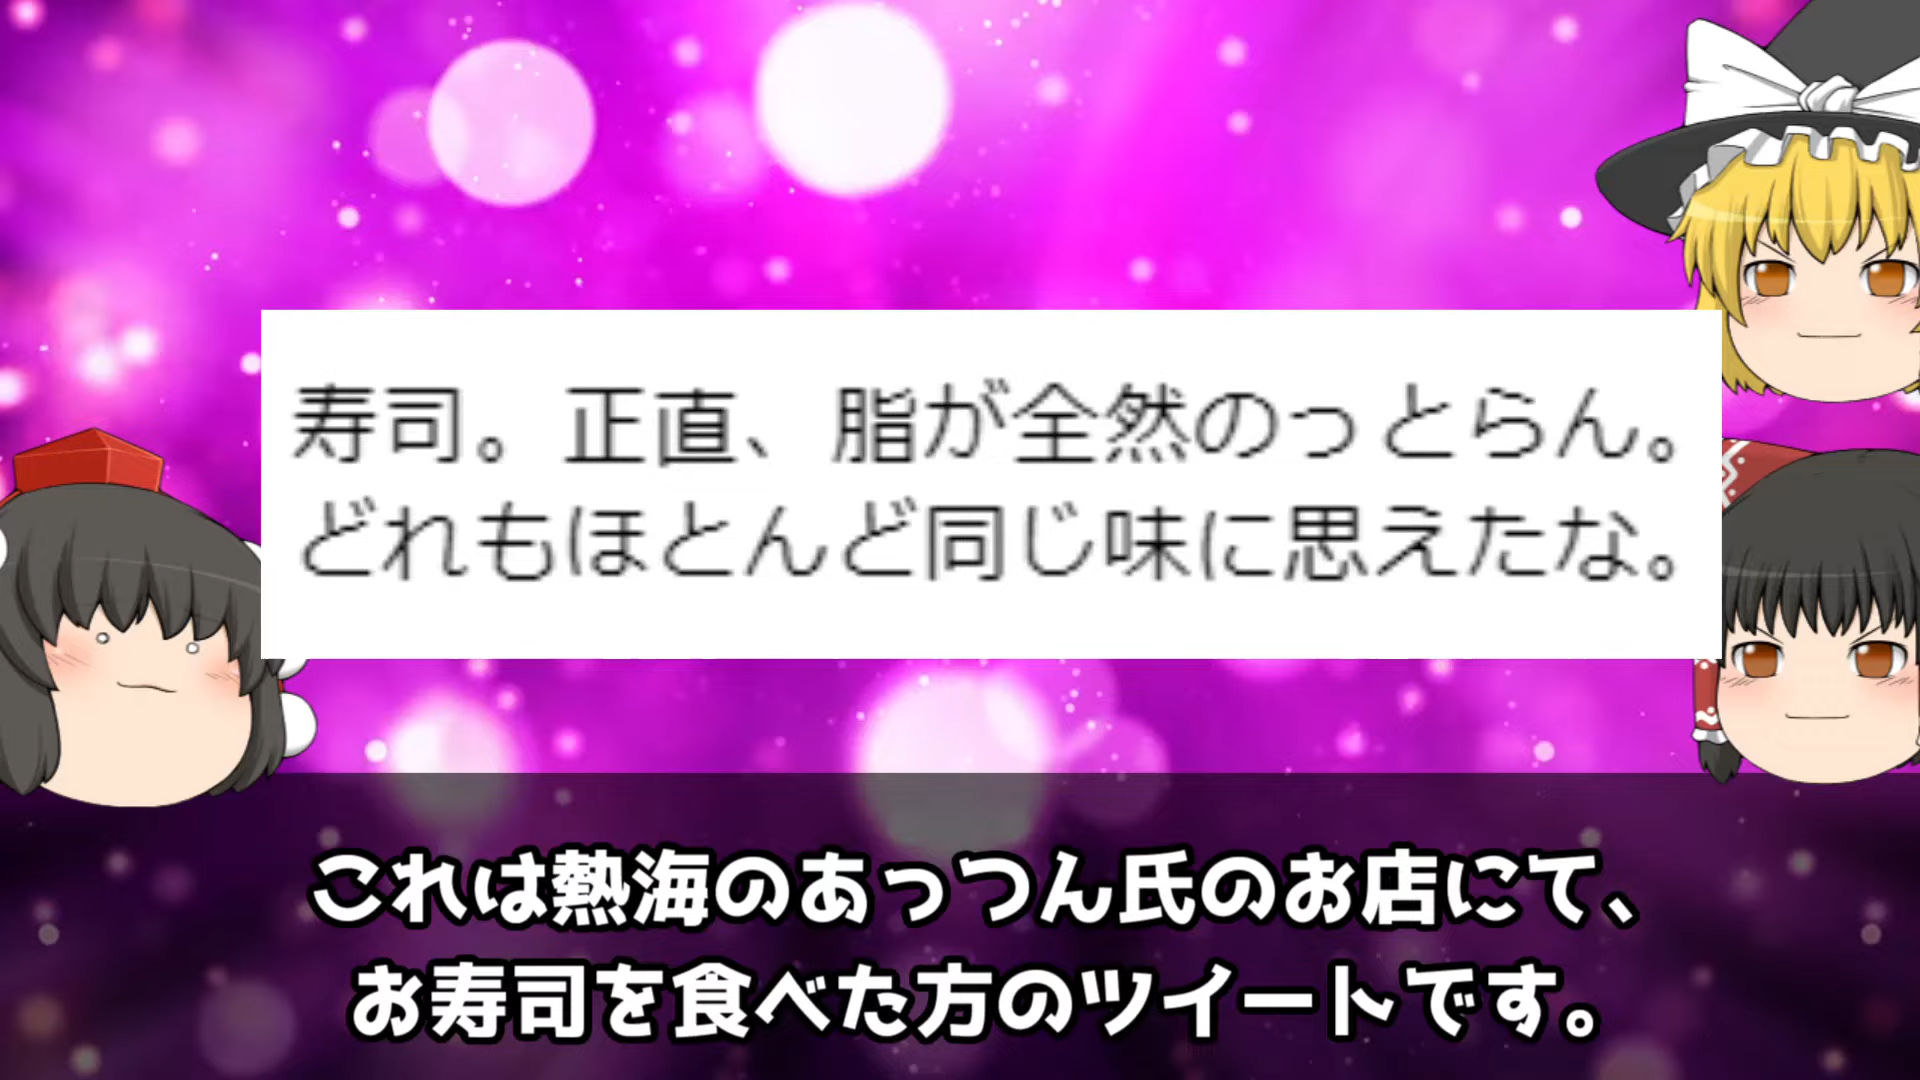 寿司。正直、脂が全然のっとらん。
どれもほとんど同じ味に思えたな。
これは熱海のあっつん氏のお店にて、
お寿司を食べた方のツイートです。